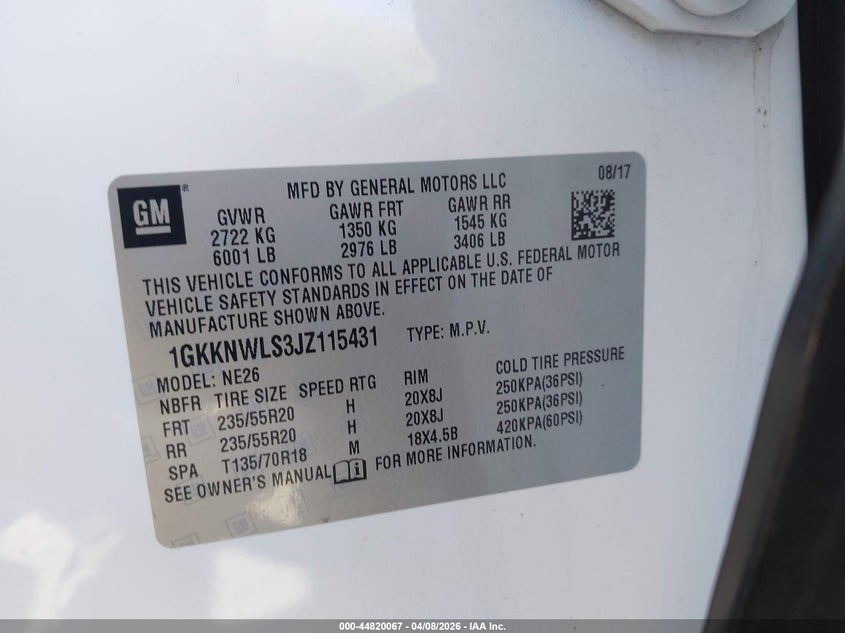 GM®
MFD BY GENERAL MOTORS LLC
08/17
GVWR GAWR FRT GAWR RR
2722 KG 1350 KG 1545 KG
6001 LB 2976 LB 3406 LB
THIS VEHICLE CONFORMS TO ALL APPLICABLE U.S. FEDERAL MOTOR
VEHICLE SAFETY STANDARDS IN EFFECT ON THE DATE OF
MANUFACTURE SHOWN ABOVE.
1GKKNWLS3JZ115431 TYPE: M.P.V.
MODEL: NE26
NBFR TIRE SIZE SPEED RTG RIM COLD TIRE PRESSURE
FRT 235/55R20 H 20X8J 250KPA(36PSI)
RR 235/55R20 H 20X8J 250KPA(36PSI)
SPA T135/70R18 M 18X4.5B 420KPA(60PSI)
SEE OWNER'S MANUAL FOR MORE INFORMATION.
000-44820067 - 04/08/2026 - IAA Inc.